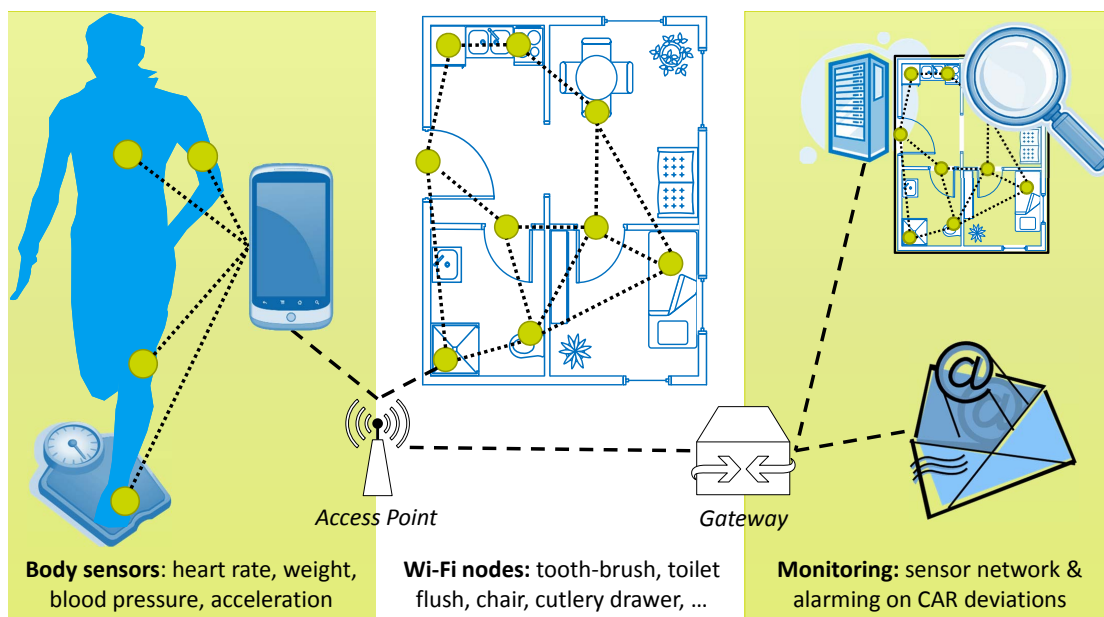 @
Access Point
Gateway
Body sensors: heart rate, weight,
blood pressure, acceleration
Wi-Fi nodes: tooth-brush, toilet
flush, chair, cutlery drawer, …
Monitoring: sensor network &
alarming on CAR deviations